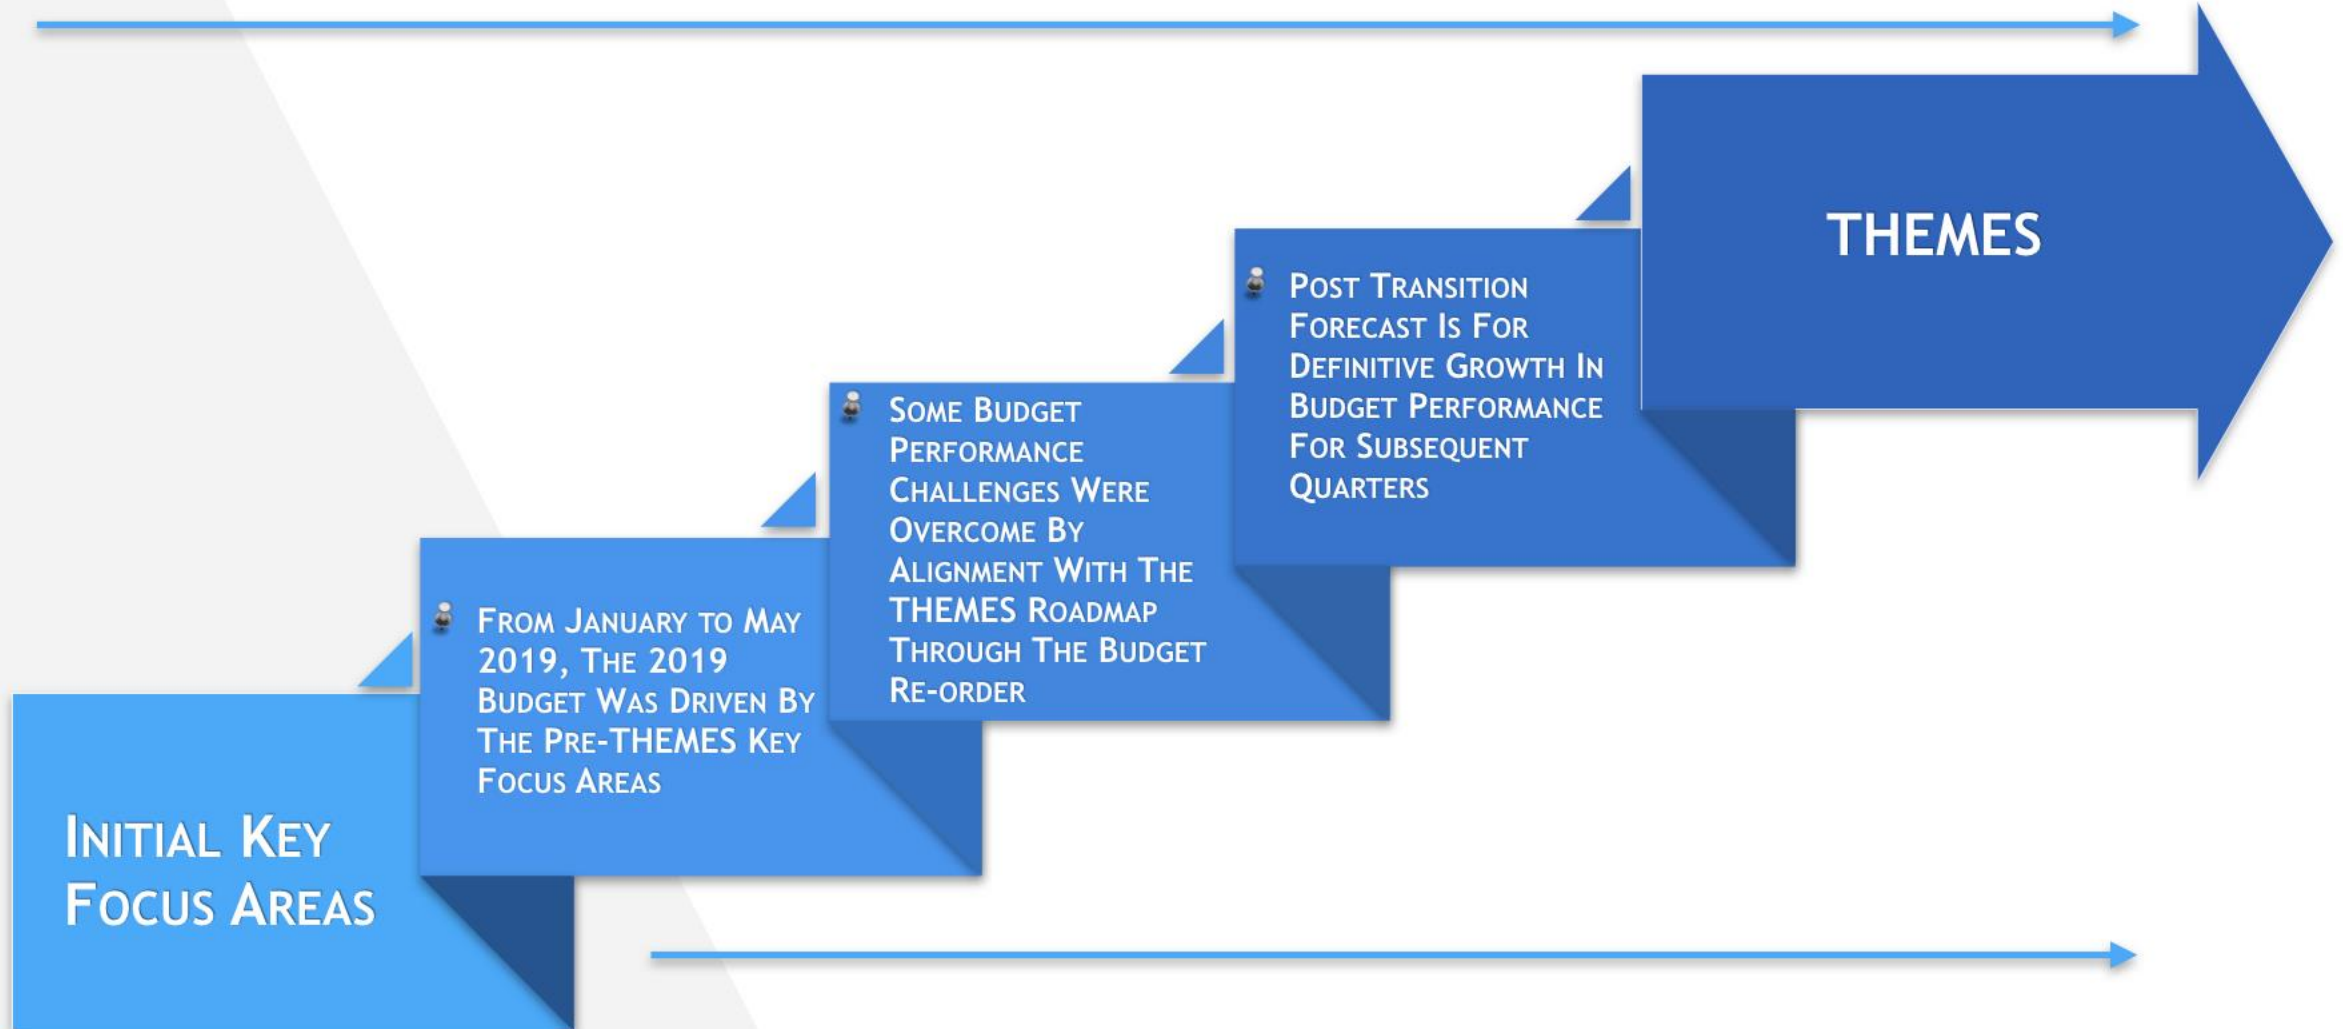 INITIAL KEY
FOCUS AREAS
FROM JANUARY TO MAY
2019, THE 2019
BUDGET WAS DRIVEN BY
THE PRE-THEMES KEY
FOCUS AREAS
SOME BUDGET
PERFORMANCE
CHALLENGES WERE
OVERCOME BY
ALIGNMENT WITH THE
THEMES ROADMAP
THROUGH THE BUDGET
RE-ORDER
POST TRANSITION
FORECAST IS FOR
DEFINITIVE GROWTH IN
BUDGET PERFORMANCE
FOR SUBSEQUENT
QUARTERS
THEMES